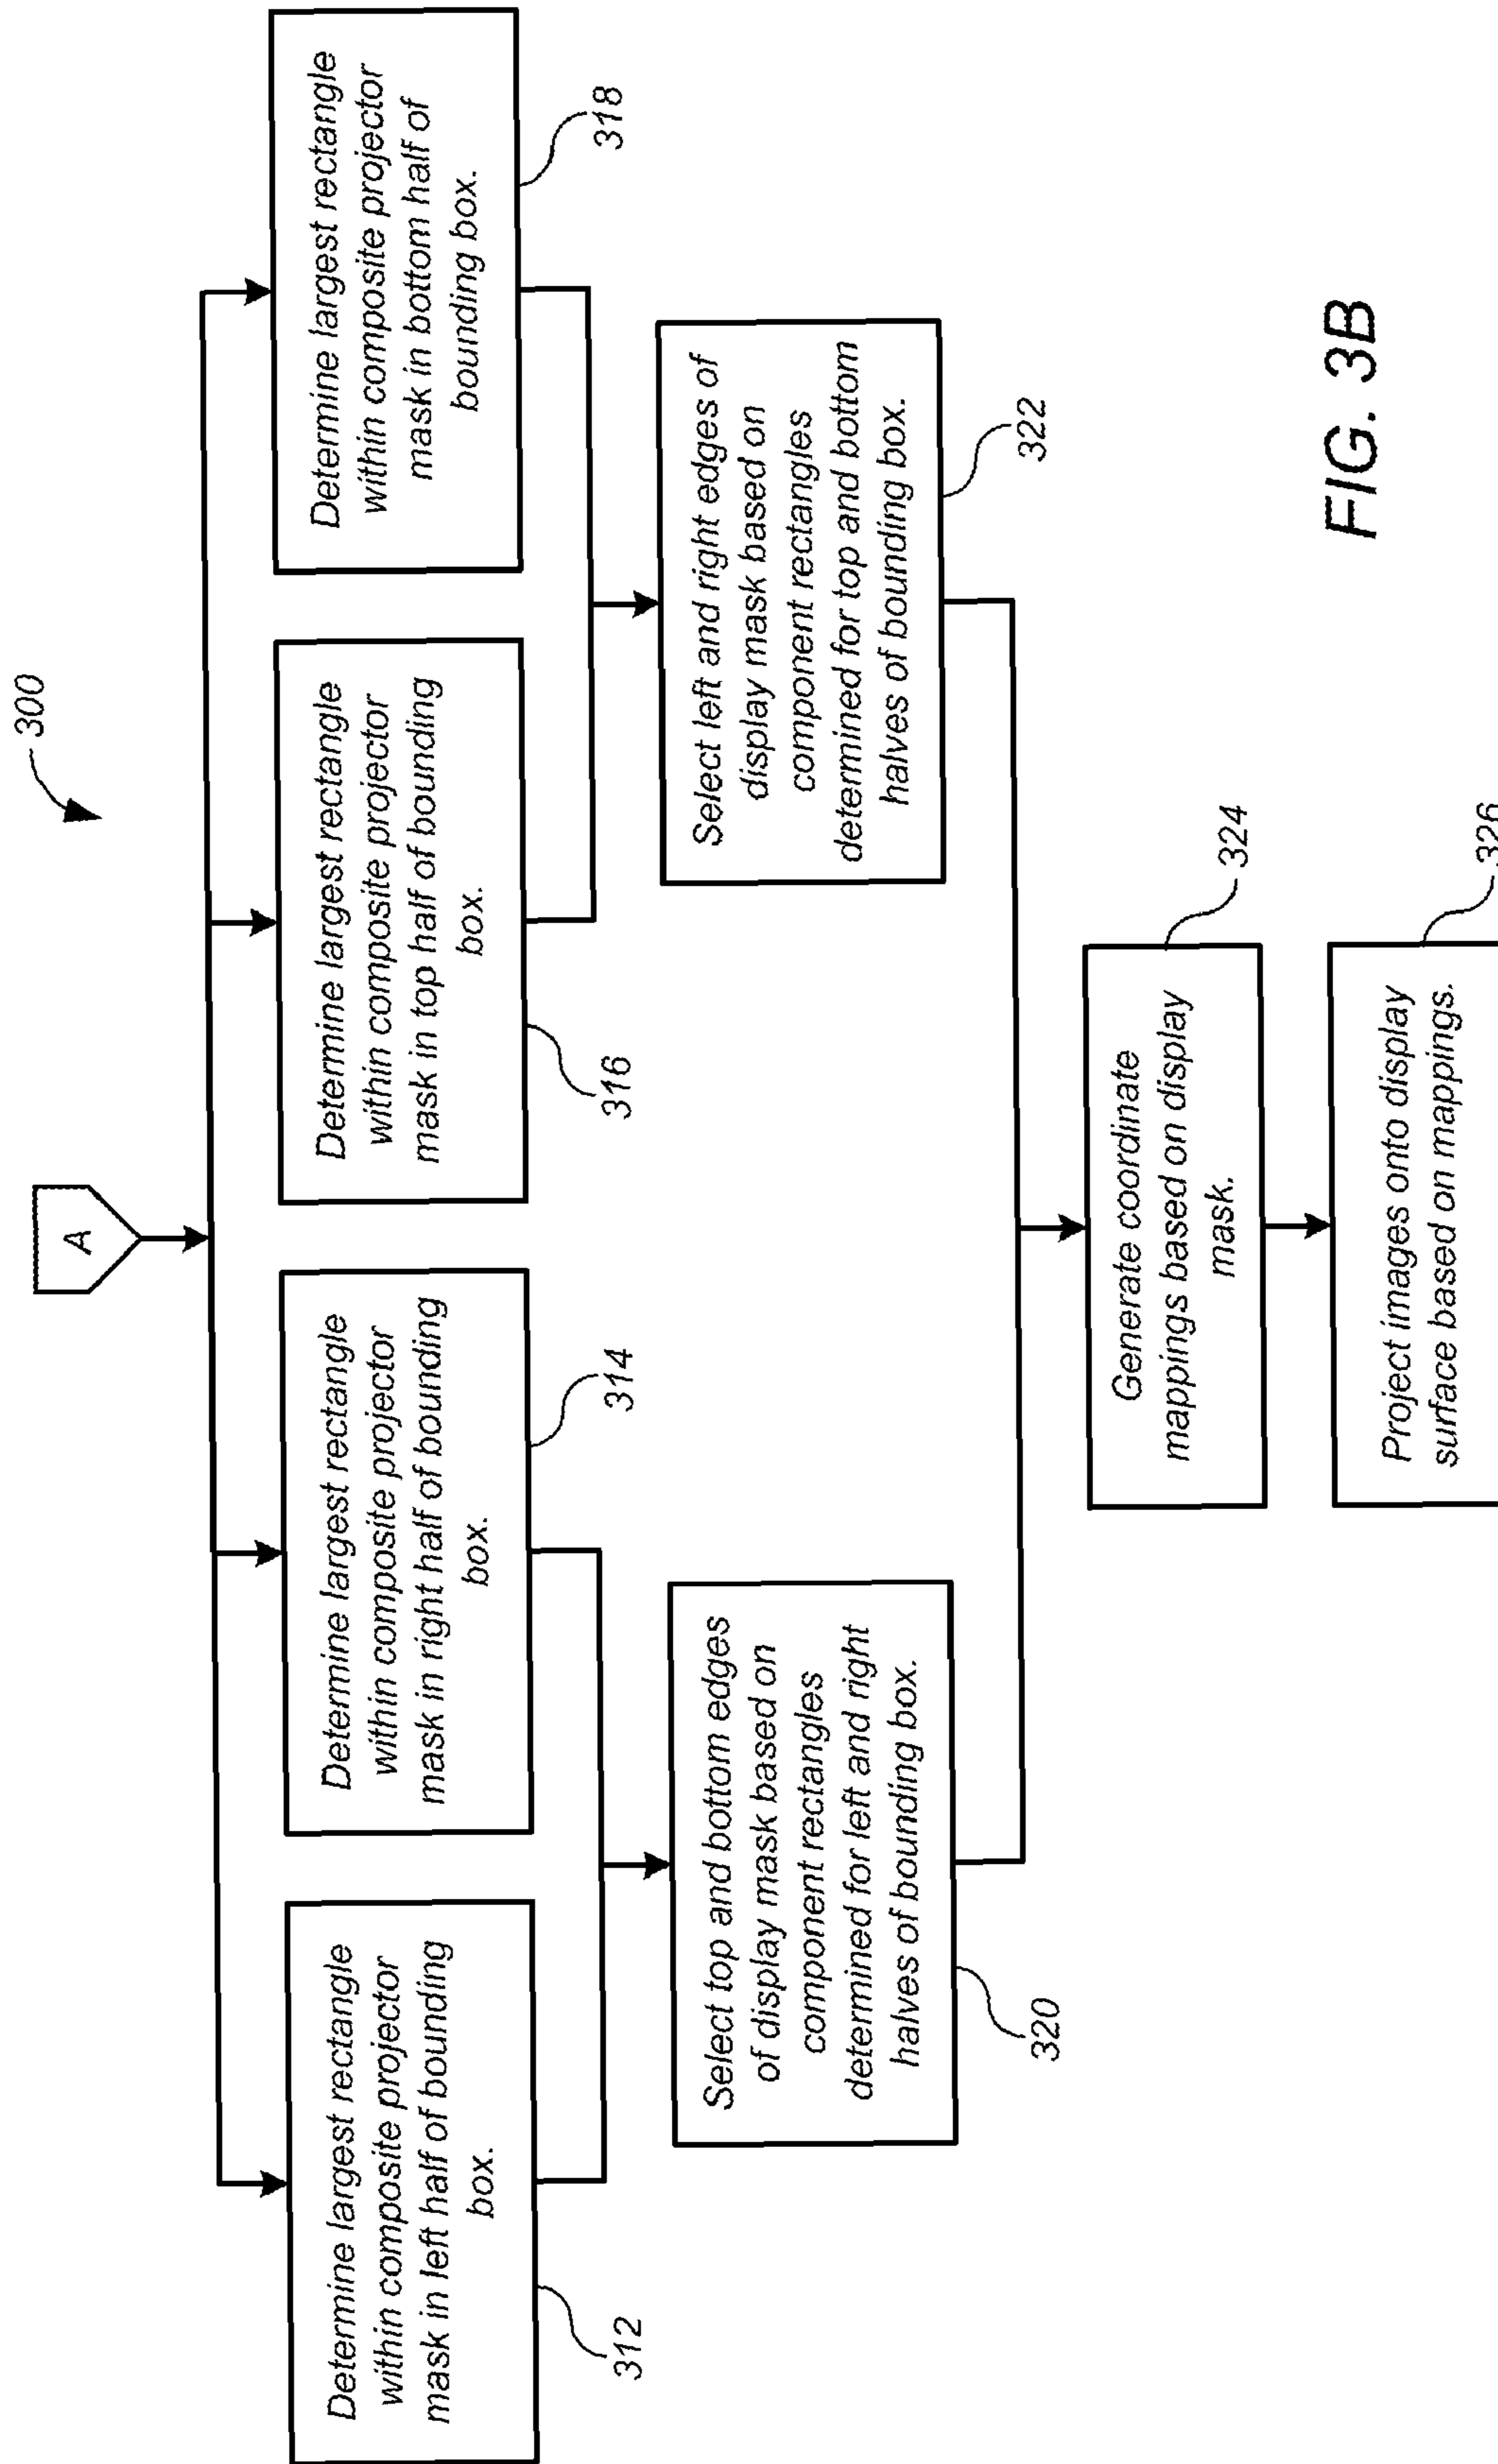 300
A
Determine largest rectangle
within composite projector
mask in left half of bounding
box.
312
Determine largest rectangle
within composite projector
mask in right half of bounding
box.
314
Determine largest rectangle
within composite projector
mask in top half of bounding
box.
316
Determine largest rectangle
within composite projector
mask in bottom half of
bounding box.
318
Select top and bottom edges
of display mask based on
component rectangles
determined for left and right
halves of bounding box.
320
Select left and right edges of
display mask based on
component rectangles
determined for top and bottom
halves of bounding box.
322
Generate coordinate
mappings based on display
mask.
324
Project images onto display
surface based on mappings.
326
FIG. 3B